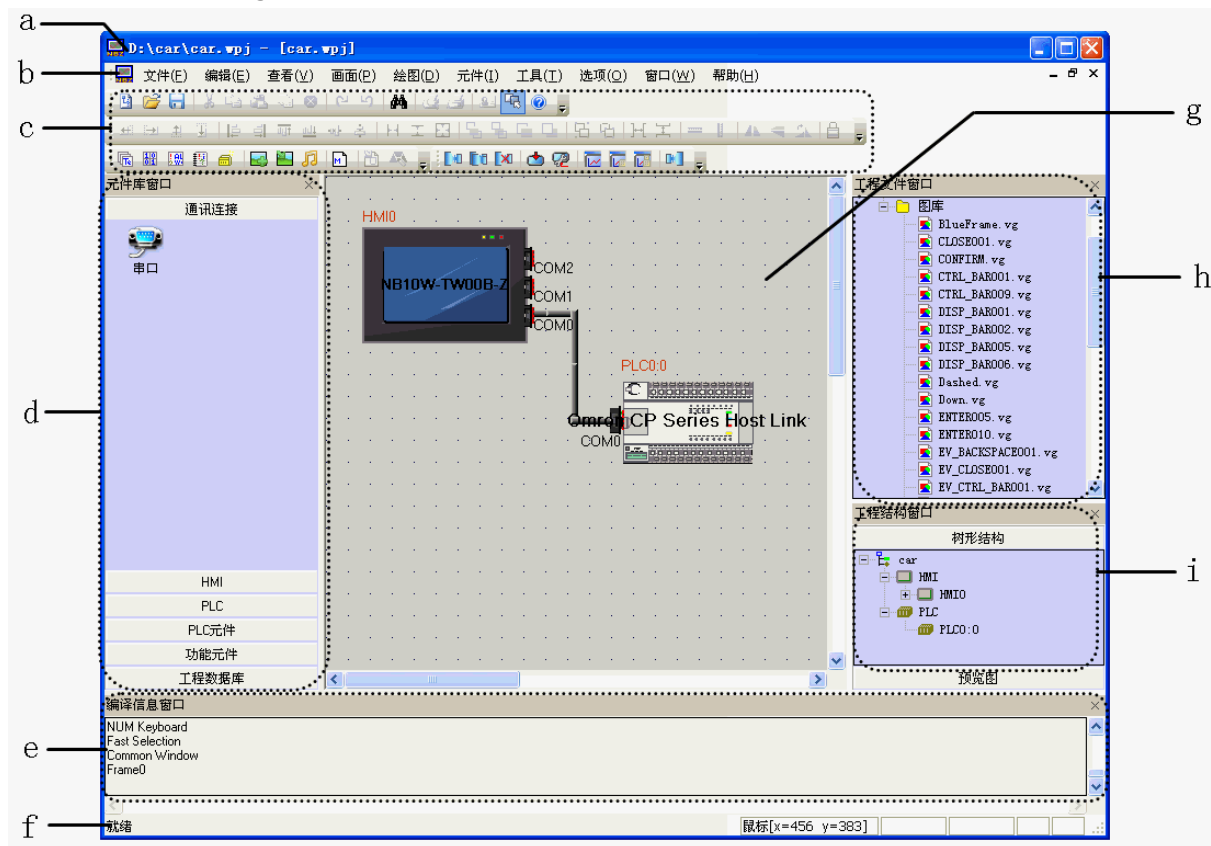 a
D:\car\car.wpj - [car.wpj]
b
文件(F) 编辑(E) 查看(V) 画面(P) 绘图(D) 元件(I) 工具(T) 选项(O) 窗口(W) 帮助(H)
c
g
元件库窗口
通讯连接
串口
HMI
PLC
PLC元件
功能元件
工程数据库
d
HMI0
NB10W-TW00B-Z
COM2
COM1
COM0
PLC0:0
Omron CP Series Host Link
COM0
工程文件窗口
图库
BlueFrame.vg
CLOSE001.vg
CONFIRM.vg
CTRL_BAR001.vg
CTRL_BAR009.vg
DISP_BAR001.vg
DISP_BAR002.vg
DISP_BAR005.vg
DISP_BAR006.vg
Dashed.vg
Down.vg
ENTER005.vg
ENTER010.vg
EV_BACKSPACE001.vg
EV_CLOSE001.vg
EV_CTRL_BAR001.vg
h
工程结构窗口
树形结构
car
HMI
HMI0
PLC
PLC0:0
预览图
i
编译信息窗口
NUM Keyboard
Fast Selection
Common Window
Frame0
e
f
就绪
鼠标[x=456 y=383]